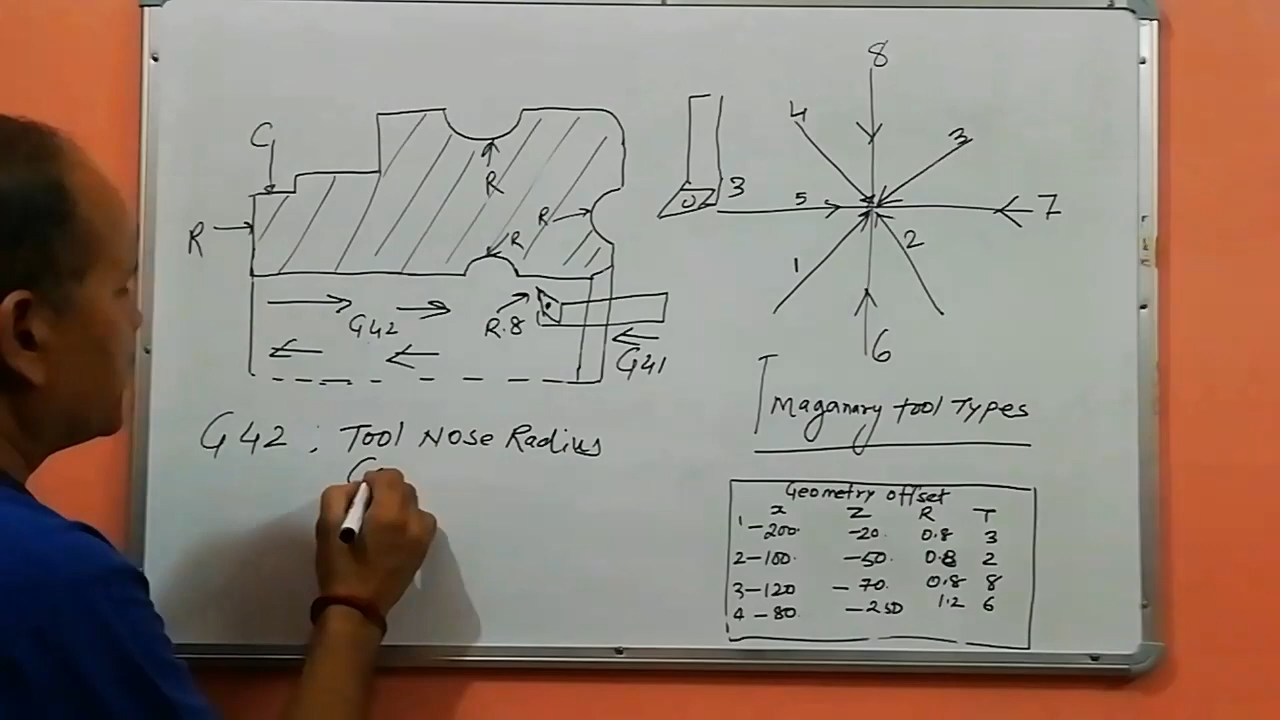 C
R
R
R
R
R.8
G42
G41
8
4
3
3
5
7
1
2
6
G42 : Tool Nose Radius
C
Imaganary tool Types
Geometry offset
x Z R T
1 -200. -20. 0.8 3
2 -100. -50. 0.8 2
3 -120 -70. 0.8 8
4 -80. -250 1.2 6